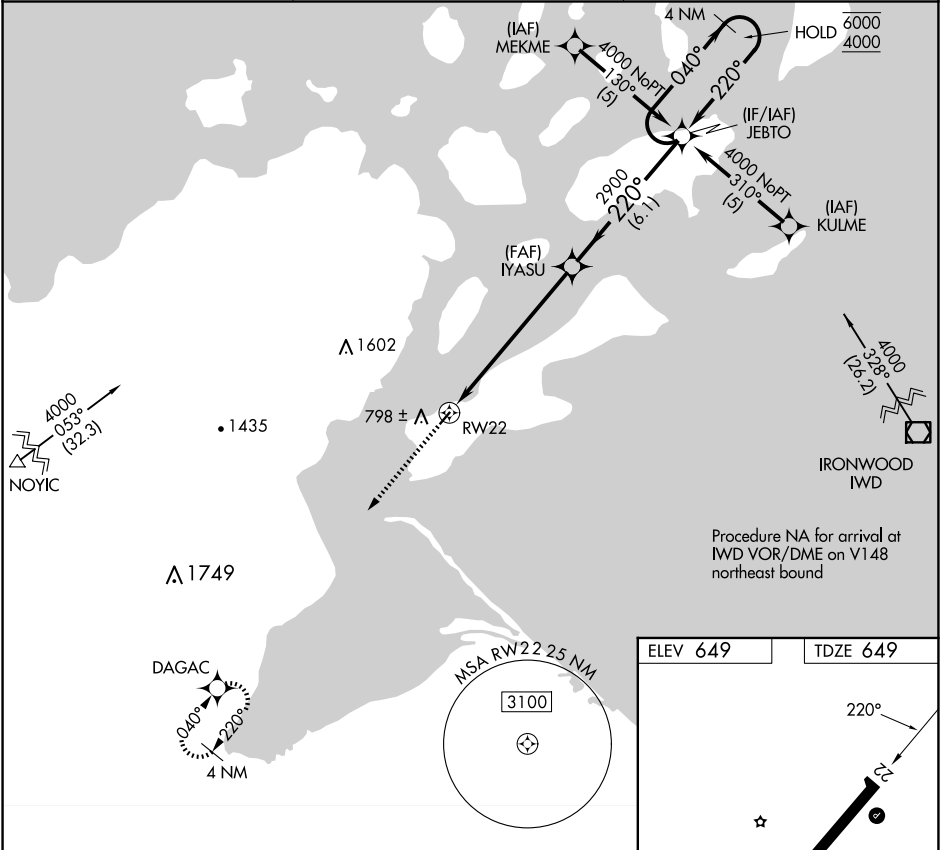 4 NM
HOLD
6000
4000
(IAF)
MEKME
4000 NoPT
130°
(5)
040°
220°
(IF/IAF)
JEBTO
4000 NoPT
310°
(5)
(IAF)
KULME
2900
220°
(6.1)
(FAF)
IYASU
1602
4000
328°
(26.2)
4000
053°
(32.3)
NOYIC
1435
798 ±
RW22
IRONWOOD
IWD
Procedure NA for arrival at
IWD VOR/DME on V148
northeast bound
1749
DAGAC
040°
220°
4 NM
MSA RW22 25 NM
3100
ELEV 649
TDZE 649
220°
22
P